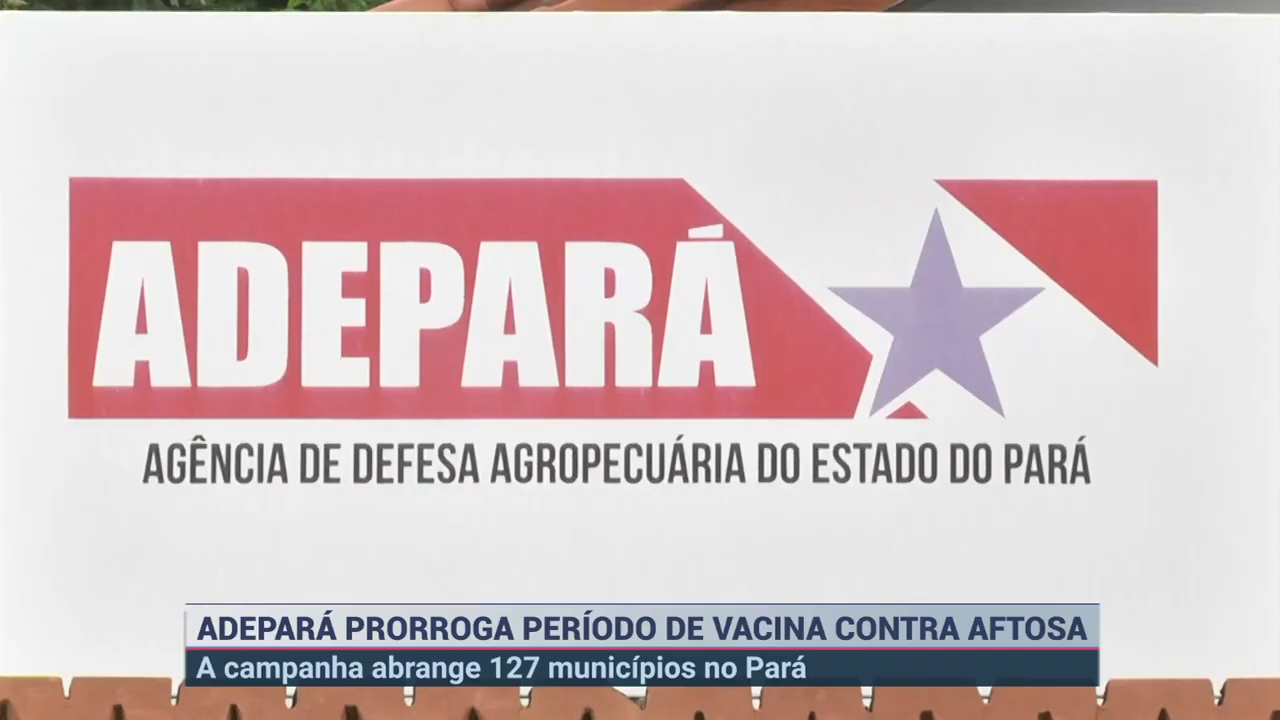 ADEPARÁ
AGÊNCIA DE DEFESA AGROPECUÁRIA DO ESTADO DO PARÁ
ADEPARÁ PRORROGA PERÍODO DE VACINA CONTRA AFTOSA
A campanha abrange 127 municípios no Pará